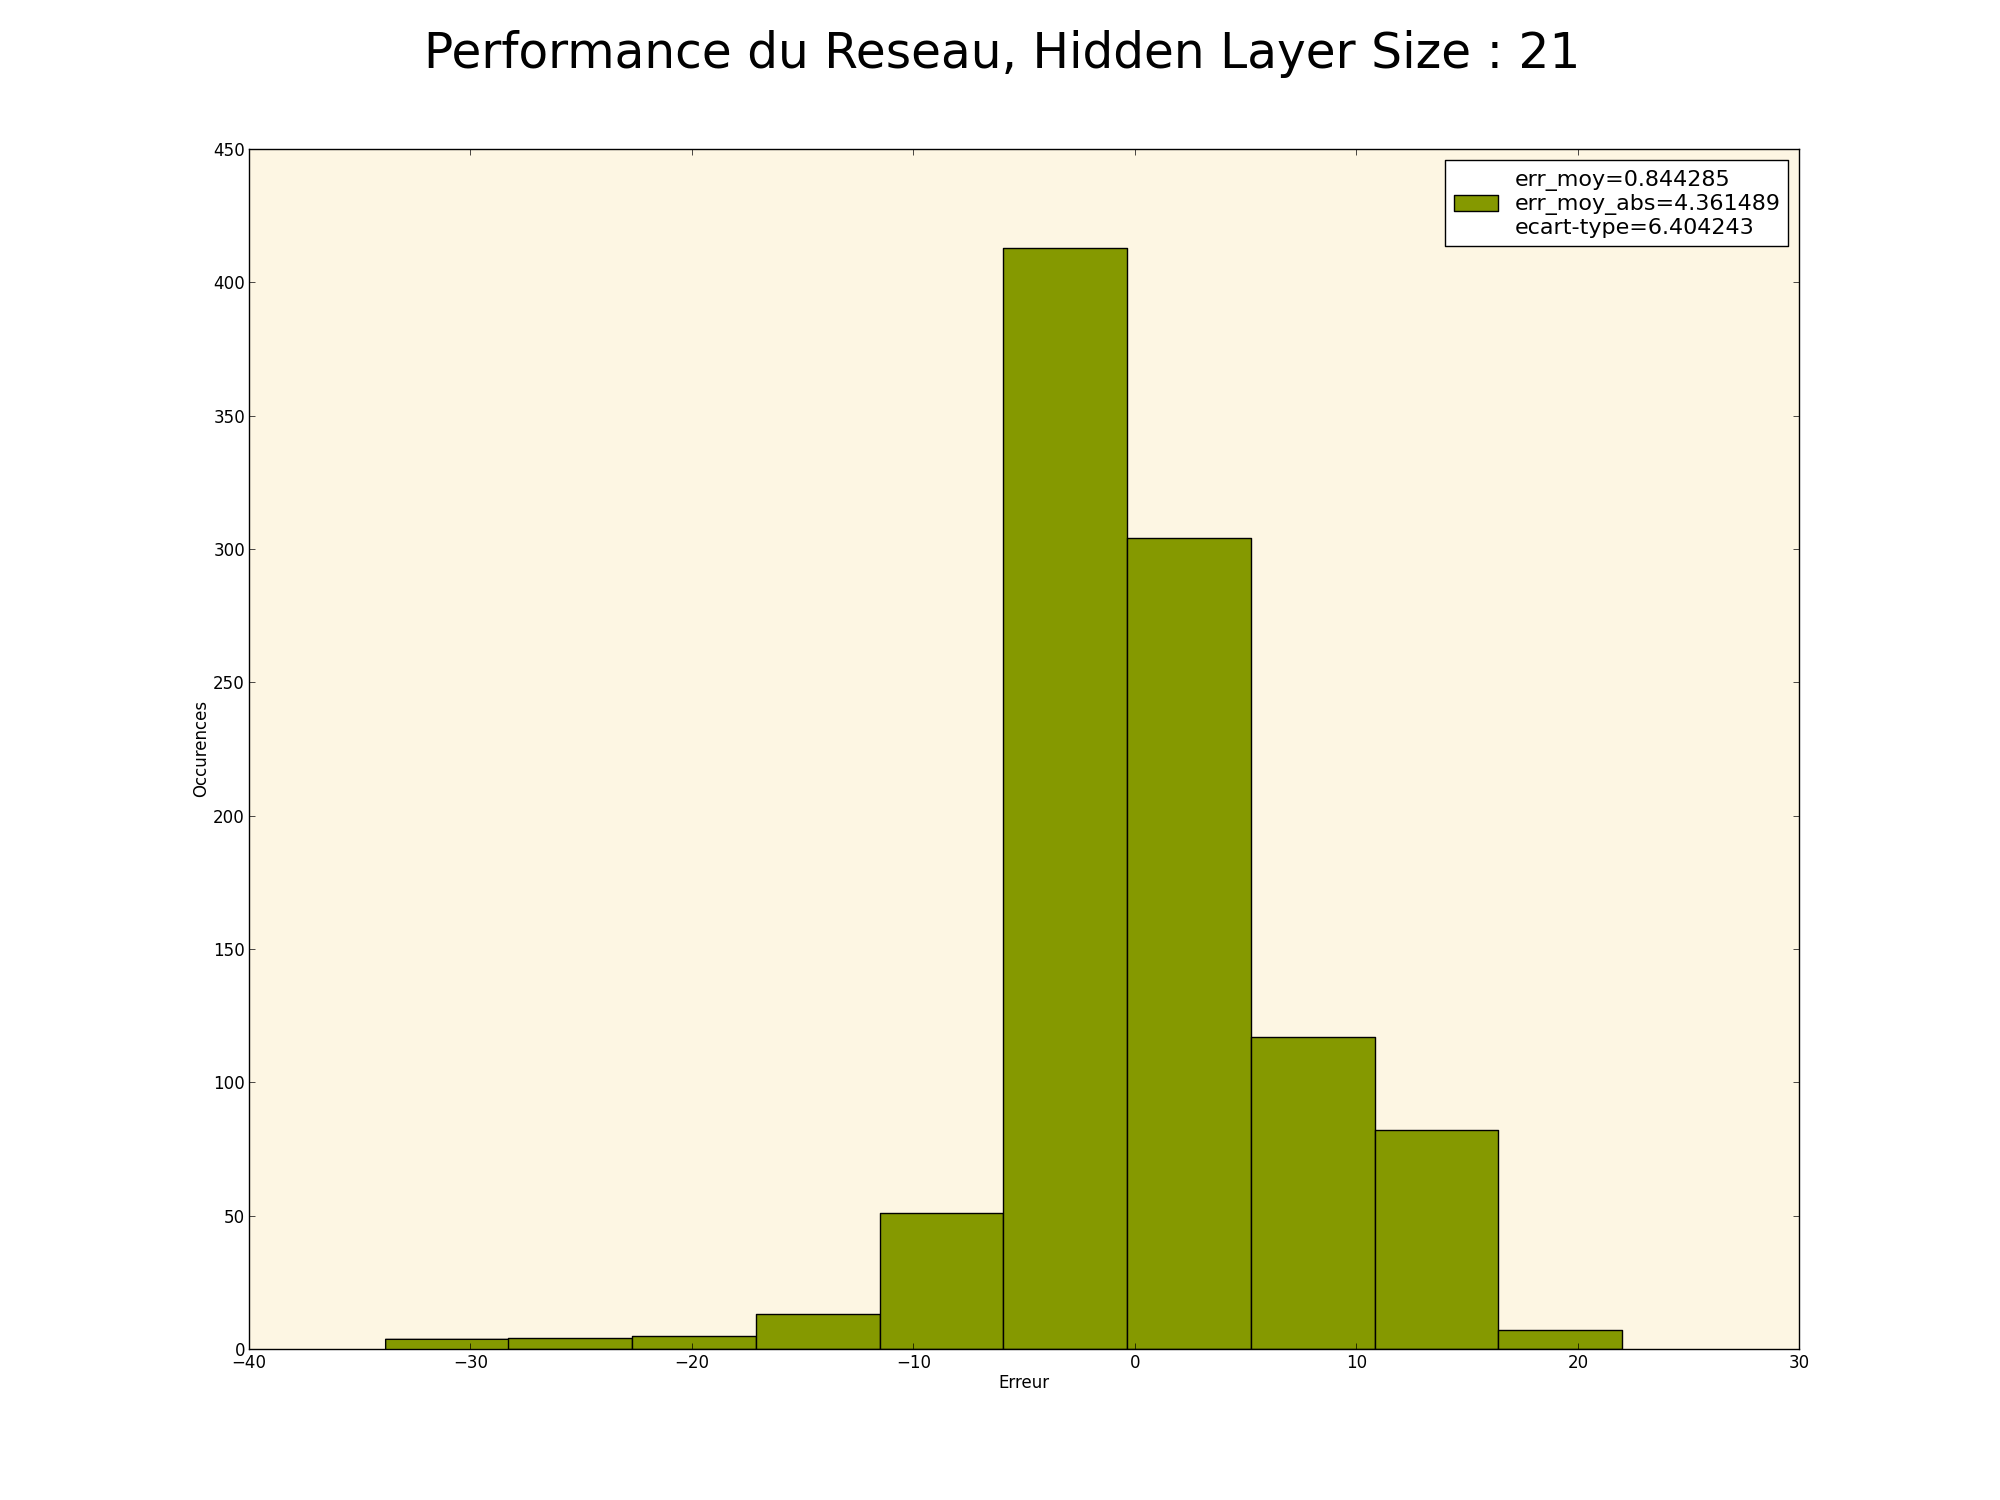 Performance du Reseau, Hidden Layer Size : 21
450
400
350
300
250
200
150
100
50
0
Occurences
err_moy=0.844285
err_moy_abs=4.361489
ecart-type=6.404243
−40 −30 −20 −10 0 10 20 30
Erreur